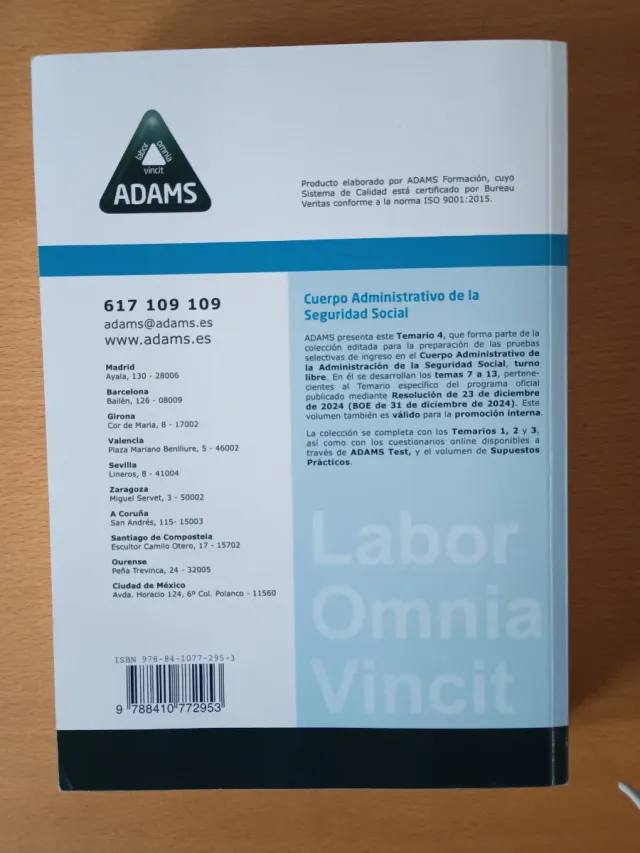 labor omnia
vincit
ADAMS
Producto elaborado por ADAMS Formación, cuyo
Sistema de Calidad está certificado por Bureau
Veritas conforme a la norma ISO 9001:2015.
617 109 109
adams@adams.es
www.adams.es
Madrid
Ayala, 130 - 28006
Barcelona
Bailén, 126 - 08009
Girona
Cor de Maria, 8 - 17002
Valencia
Plaza Mariano Benlliure, 5 - 46002
Sevilla
Lineros, 8 - 41004
Zaragoza
Miguel Servet, 3 - 50002
A Coruña
San Andrés, 115- 15003
Santiago de Compostela
Escultor Camilo Otero, 17 - 15702
Ourense
Peña Trevinca, 24 - 32005
Ciudad de México
Avda. Horacio 124, 6º Col. Polanco - 11560
Cuerpo Administrativo de la
Seguridad Social
ADAMS presenta este Temario 4, que forma parte de la
colección editada para la preparación de las pruebas
selectivas de ingreso en el Cuerpo Administrativo de
la Administración de la Seguridad Social, turno
libre. En él se desarrollan los temas 7 a 13, pertene-
cientes al Temario específico del programa oficial
publicado mediante Resolución de 23 de diciembre
de 2024 (BOE de 31 de diciembre de 2024). Este
volumen también es válido para la promoción interna.
La colección se completa con los Temarios 1, 2 y 3,
así como con los cuestionarios online disponibles a
través de ADAMS Test, y el volumen de Supuestos
Prácticos.
Labor
Omnia
Vincit
ISBN 978-84-1077-295-3
9 788410 772953